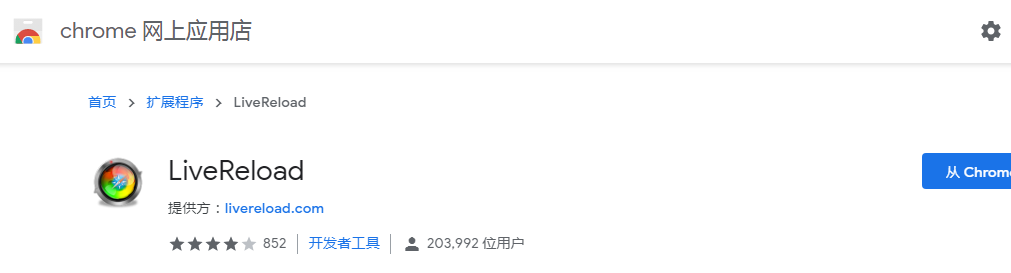 chrome 网上应用店
首页 > 扩展程序 > LiveReload
LiveReload
从 Chrome
提供方：livereload.com
852 开发者工具 203,992 位用户